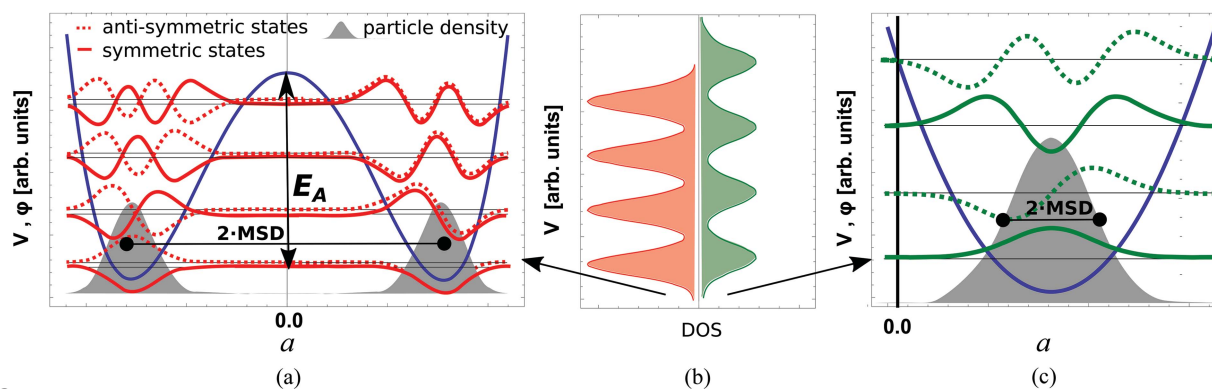 anti-symmetric states
symmetric states
particle density
V , φ [arb. units]
E_A
2·MSD
0.0
a
(a)
V [arb. units]
DOS
(b)
V , φ [arb. units]
2·MSD
0.0
a
(c)